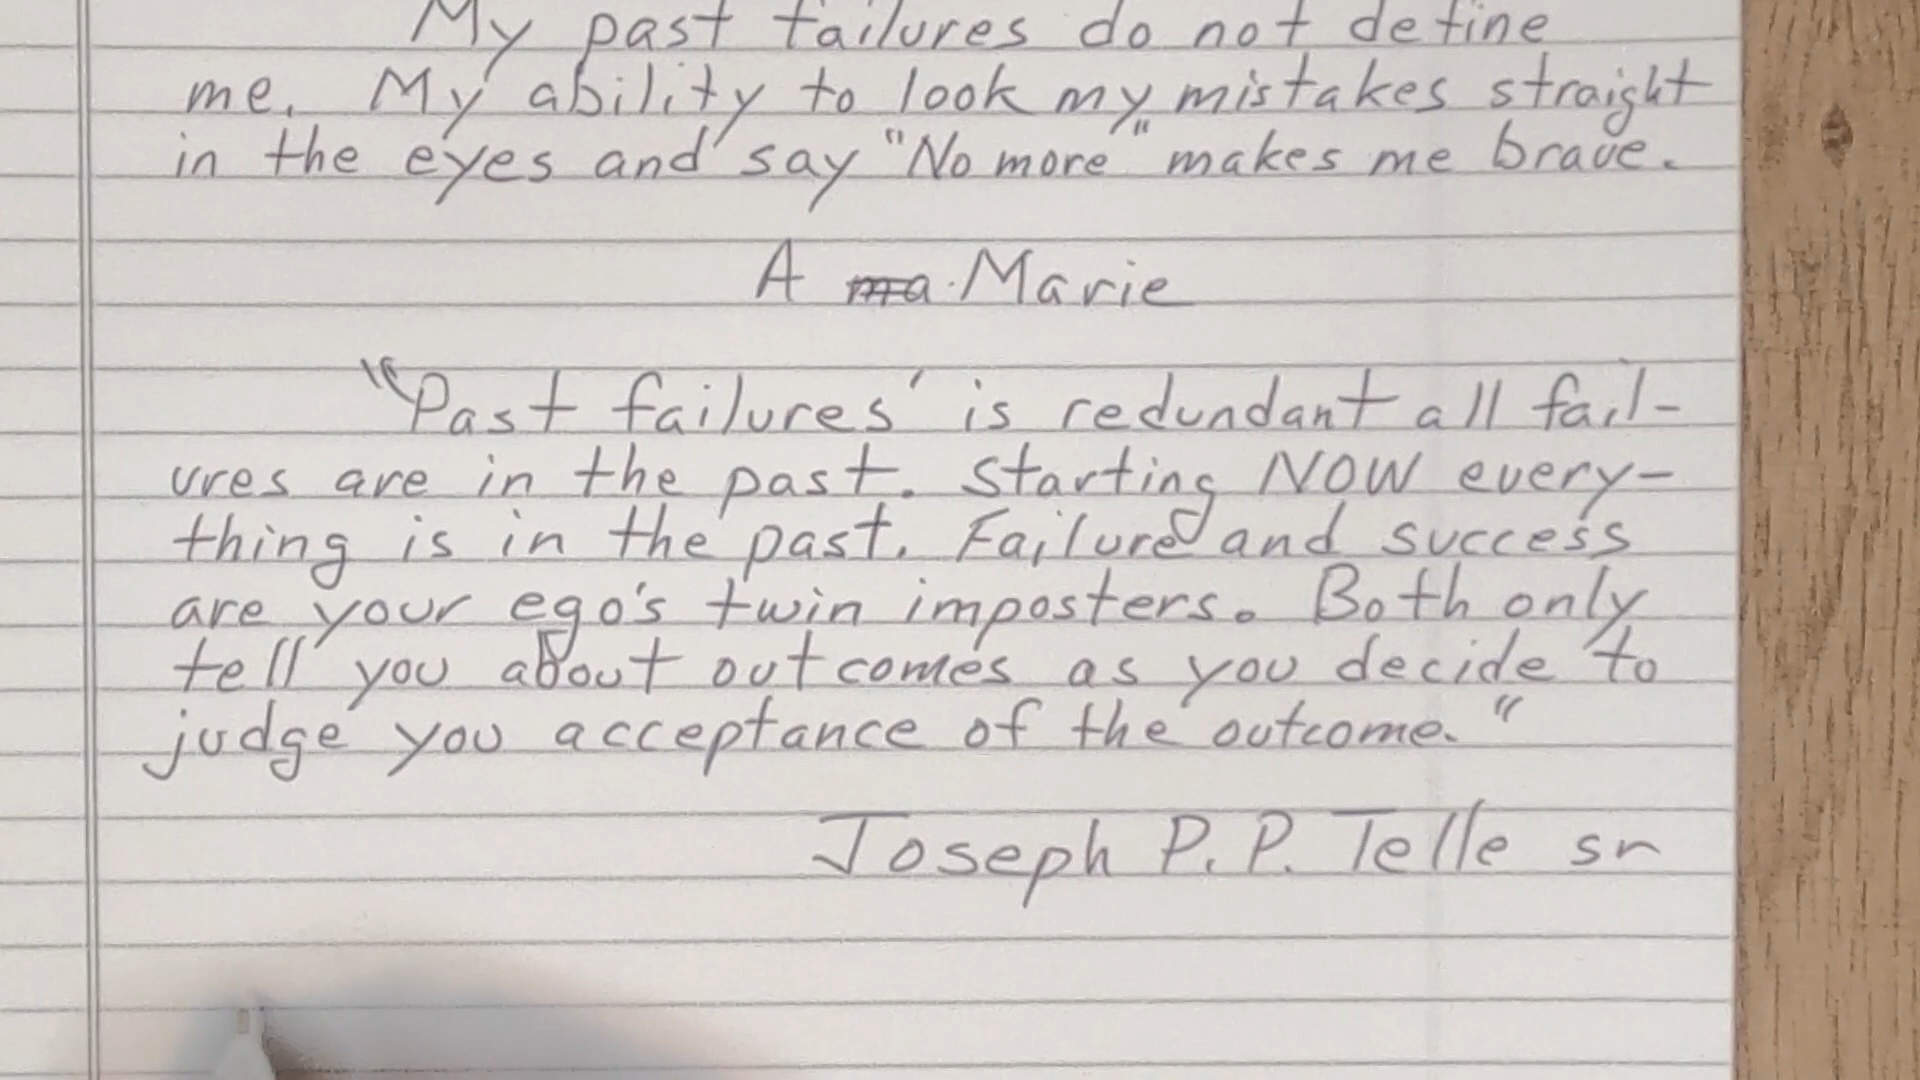 My past failures do not define
me. My ability to look my mistakes straight
in the eyes and say "No more" makes me brave.
A ma. Marie
"'Past failures' is redundant all fail-
ures are in the past. Starting NOW every-
thing is in the past. Failure and success
are your ego's twin imposters. Both only
tell you about outcomes as you decide to
judge you acceptance of the outcome."
Joseph P. P. Telle sr